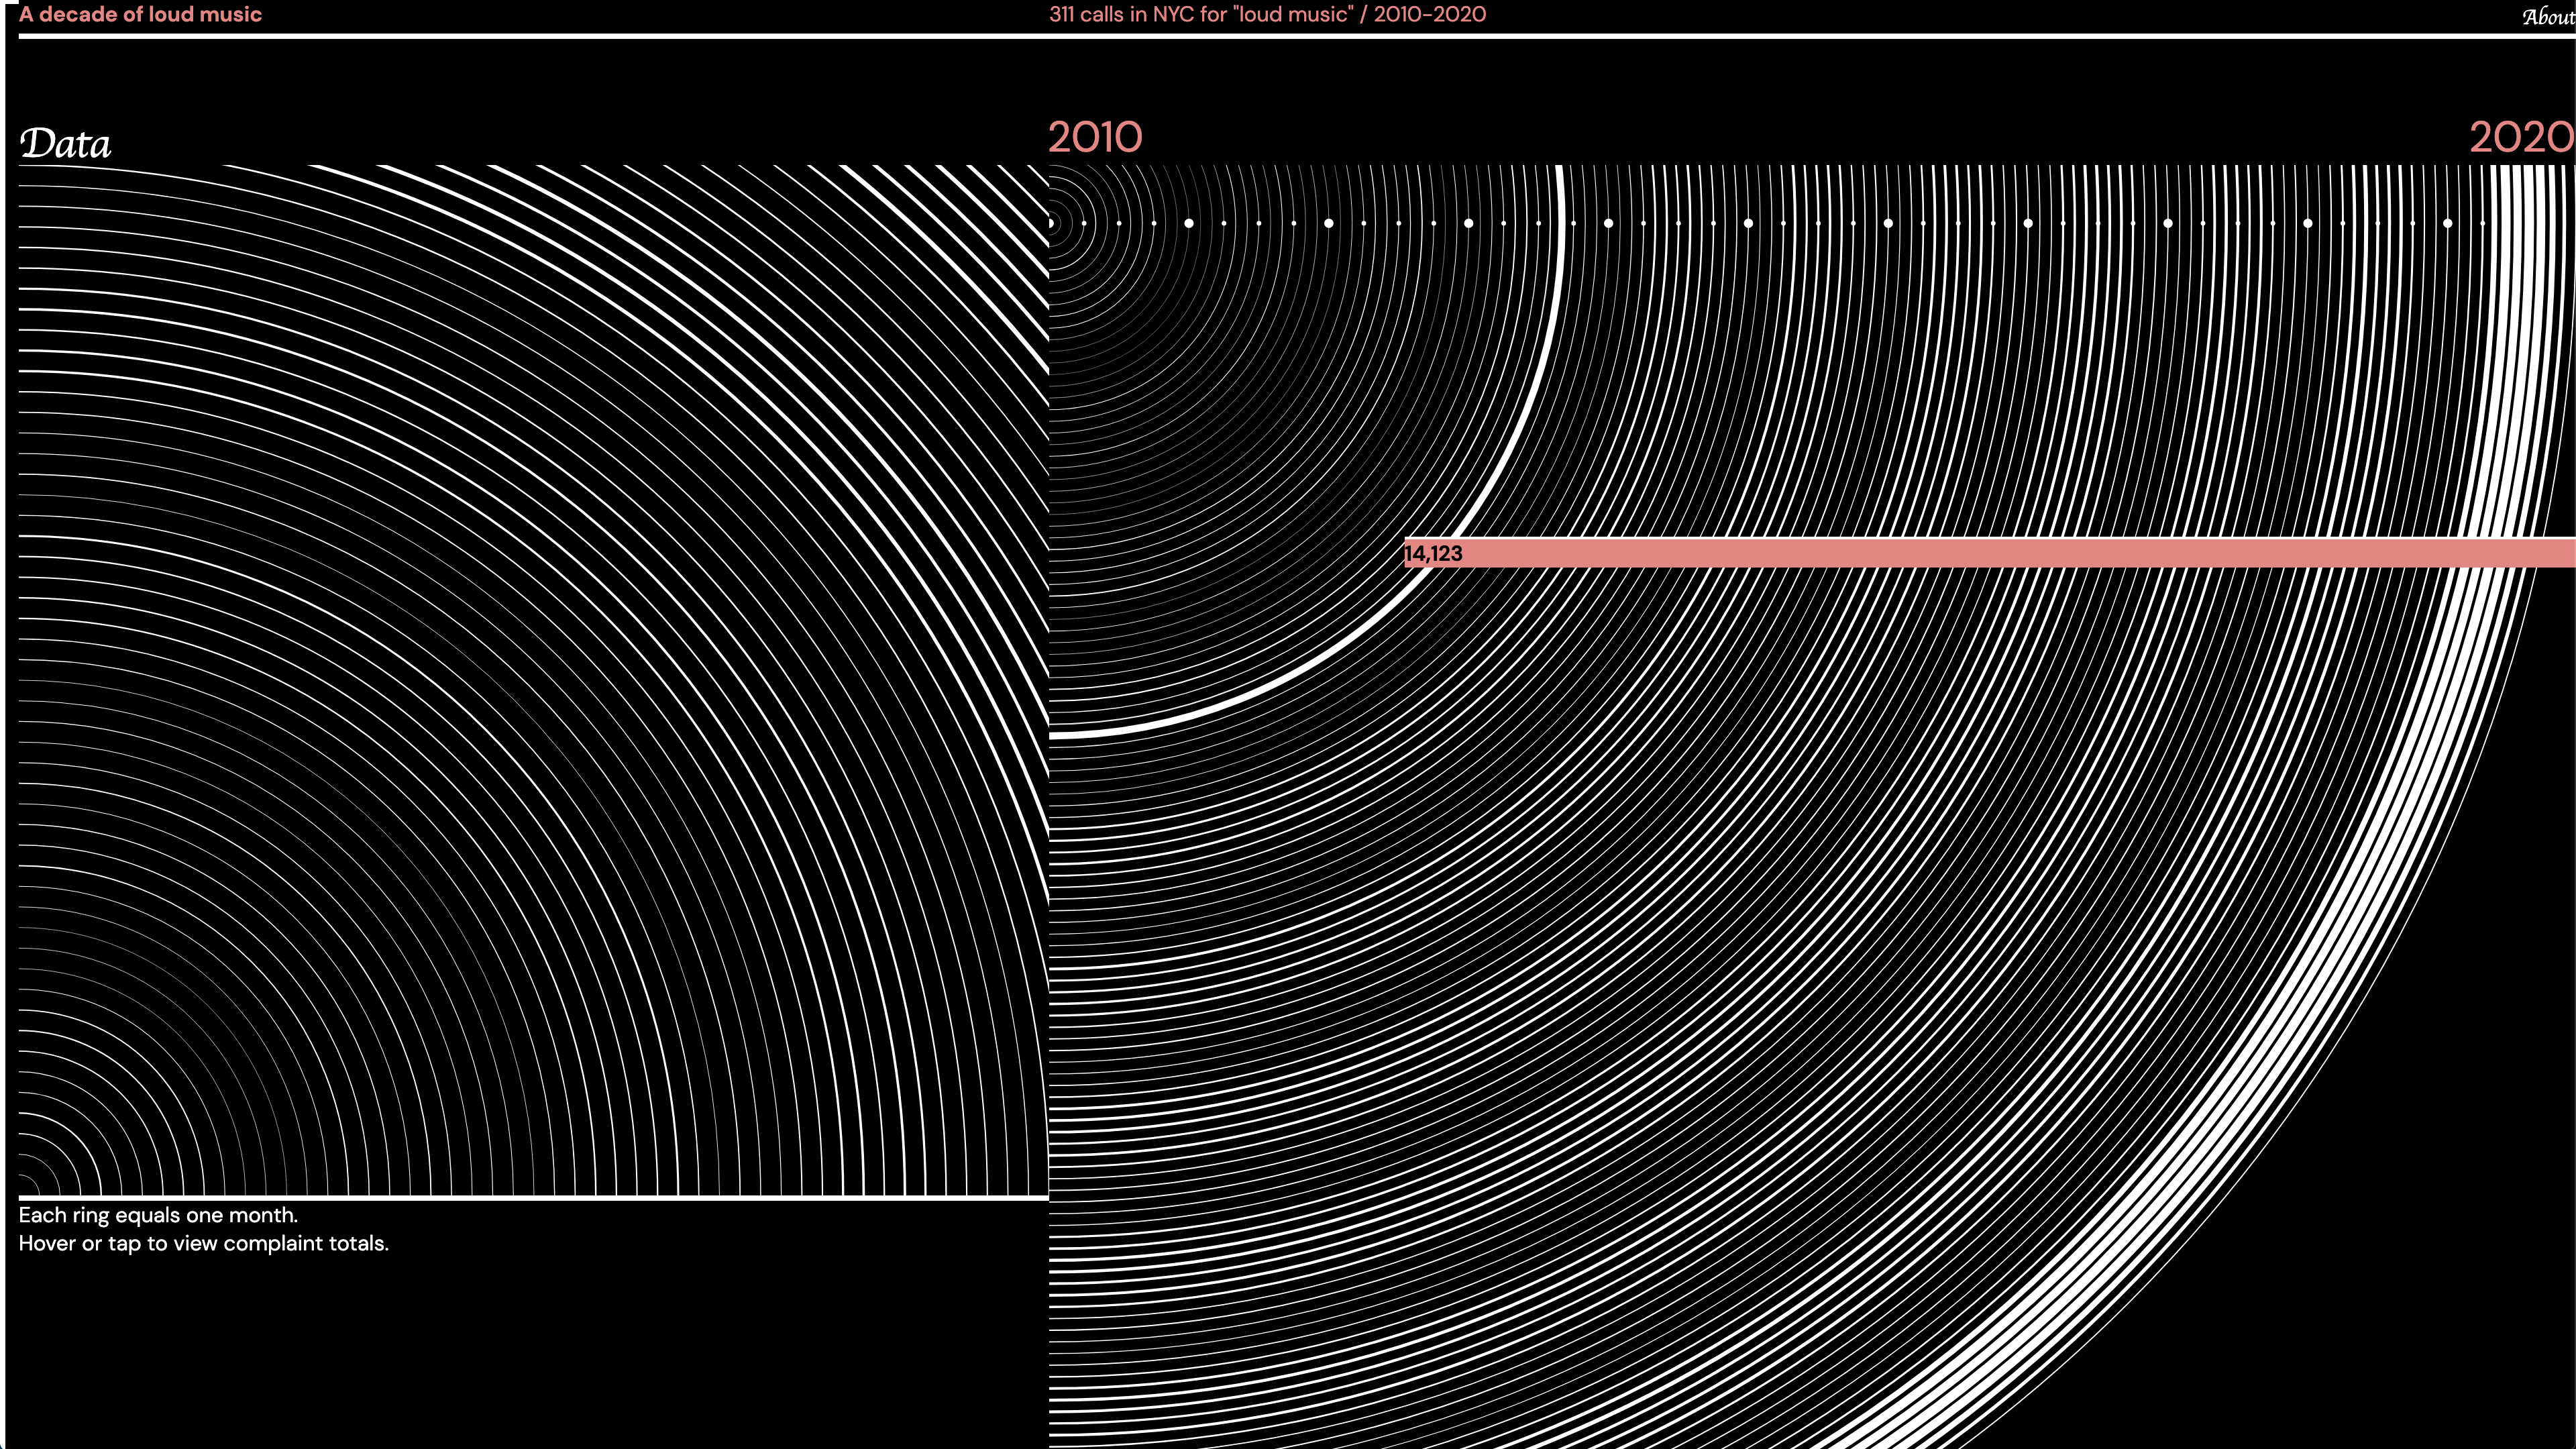 A decade of loud music
311 calls in NYC for "loud music" / 2010–2020
About
Data
2010
2020
14,123
Each ring equals one month.
Hover or tap to view complaint totals.